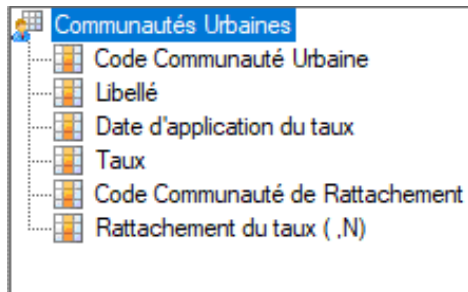 Communautés Urbaines
Code Communauté Urbaine
Libellé
Date d'application du taux
Taux
Code Communauté de Rattachement
Rattachement du taux ( ,N)